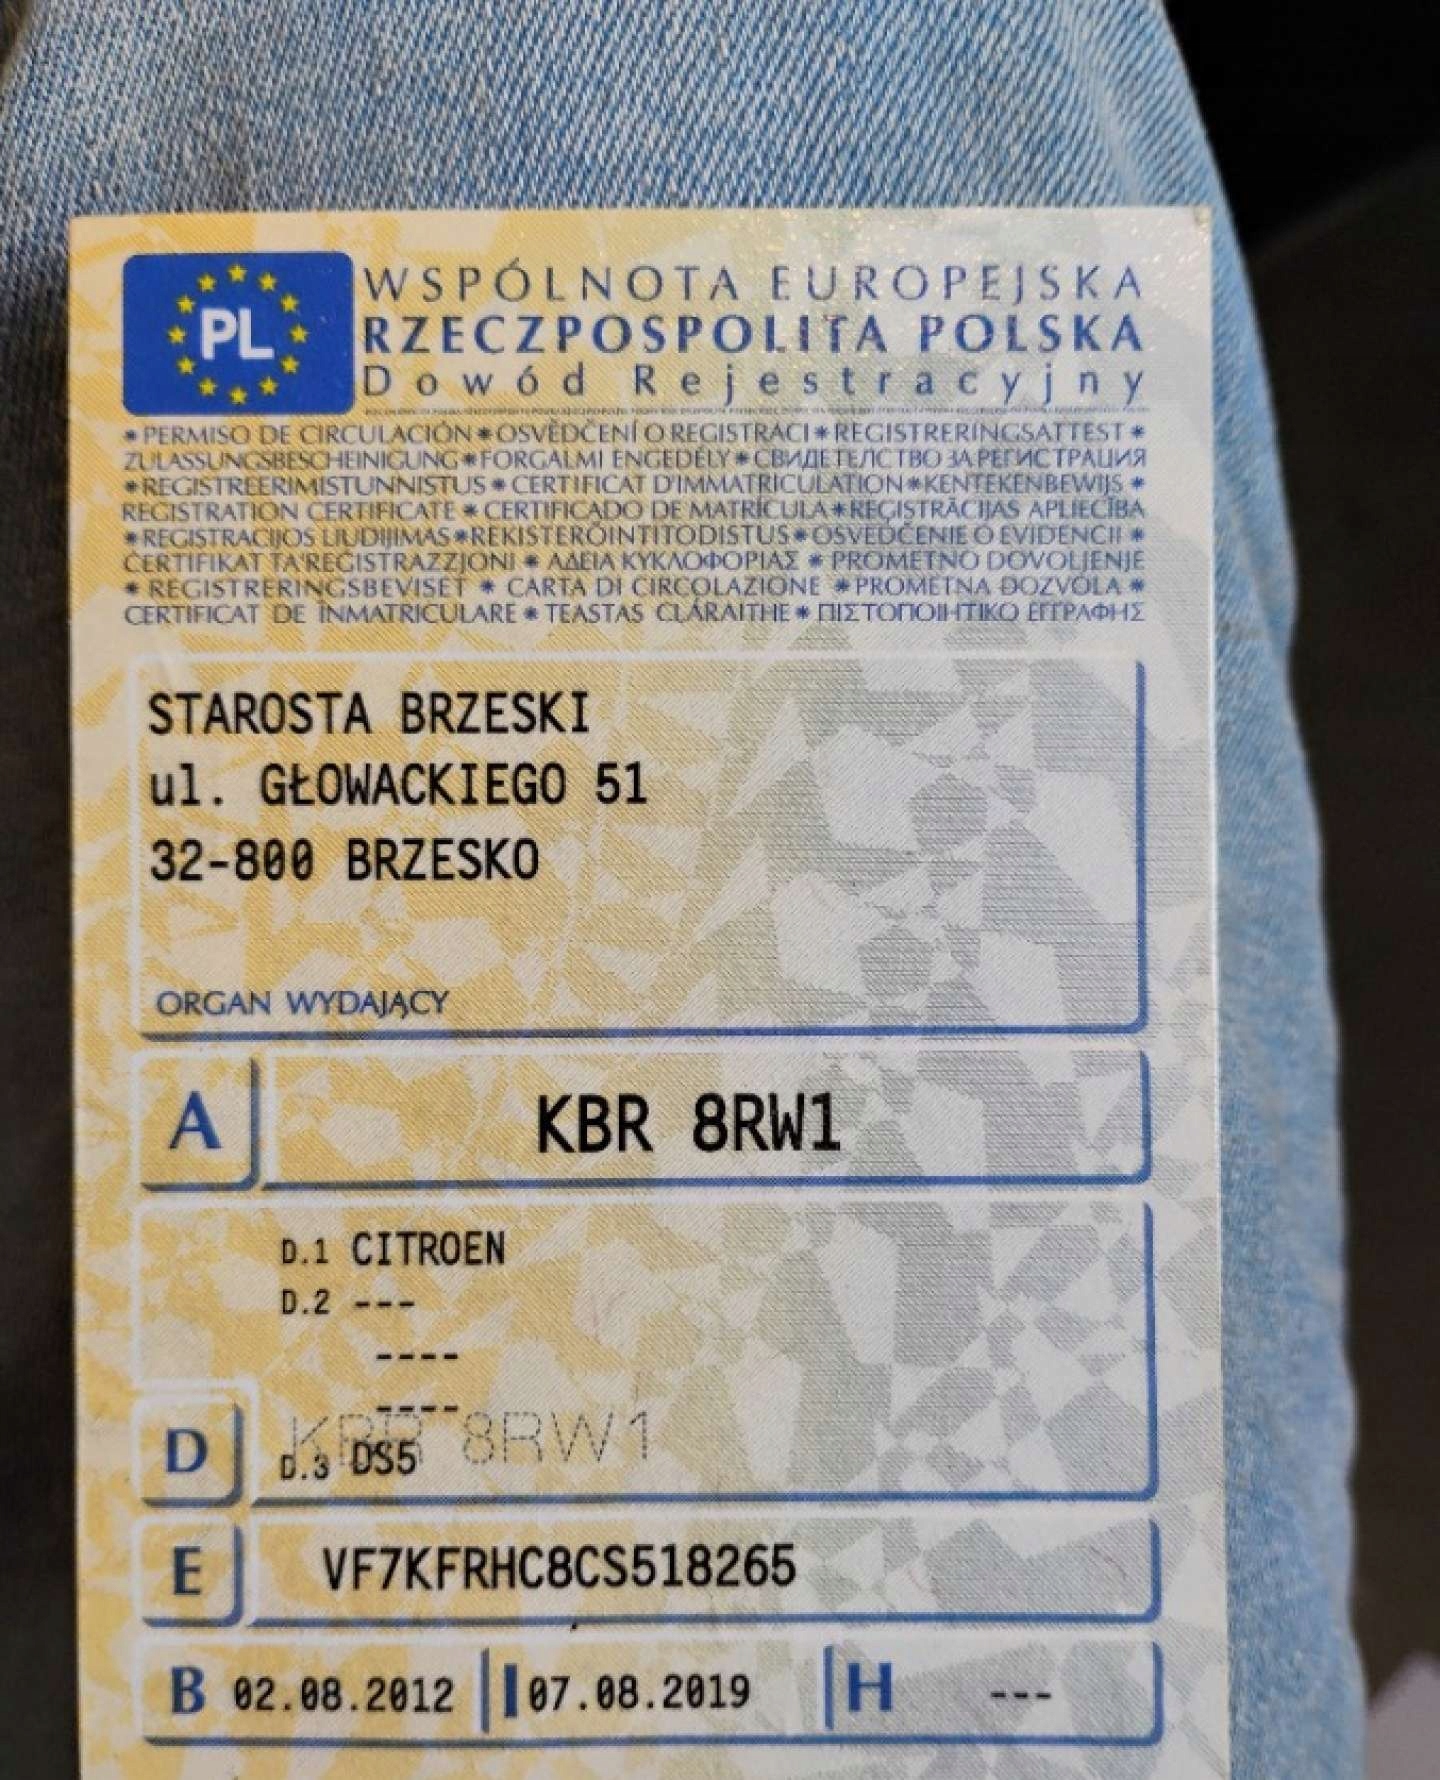 PL
WSPÓLNOTA EUROPEJSKA
RZECZPOSPOLITA POLSKA
Dowód Rejestracyjny
* PERMISO DE CIRCULACIÓN * OSVĚDČENÍ O REGISTRACI * REGISTRERINGSATTEST *
ZULASSUNGSBESCHEINIGUNG * FORGALMI ENGEDÉLY * СВИДЕТЕЛСТВО ЗА РЕГИСТРАЦИЯ
* REGISTREERIMISTUNNISTUS * CERTIFICAT D'IMMATRICULATION * KENTEKENBEWIJS *
REGISTRATION CERTIFICATE * CERTIFICADO DE MATRÍCULA * REĢISTRĀCIJAS APLIECĪBA
* REGISTRACIJOS LIUDIJIMAS * REKISTERÖINTITODISTUS * OSVEDČENIE O EVIDENCII *
ĊERTIFIKAT TA'REĠISTRAZZJONI * ΑΔΕΙΑ ΚΥΚΛΟΦΟΡΙΑΣ * PROMETNO DOVOLJENJE
* REGISTRERINGSBEVISET * CARTA DI CIRCOLAZIONE * PROMETNA DOZVOLA *
CERTIFICAT DE ÎNMATRICULARE * TEASTAS CLÁRAITHE * ΠΙΣΤΟΠΟΙΗΤΙΚΟ ΕΓΓΡΑΦΗΣ
STAROSTA BRZESKI
ul. GŁOWACKIEGO 51
32-800 BRZESKO
ORGAN WYDAJĄCY
A KBR 8RW1
D.1 CITROEN
D.2 ---
----
----
KBR 8RW1
D D.3 DS5
E VF7KFRHC8CS518265
B 02.08.2012 I 07.08.2019 H ---